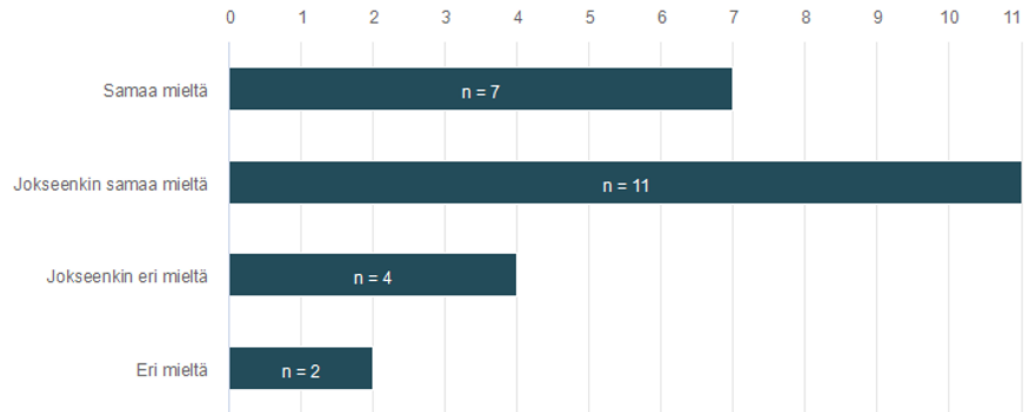 0 1 2 3 4 5 6 7 8 9 10 11
Samaa mieltä n = 7
Jokseenkin samaa mieltä n = 11
Jokseenkin eri mieltä n = 4
Eri mieltä n = 2